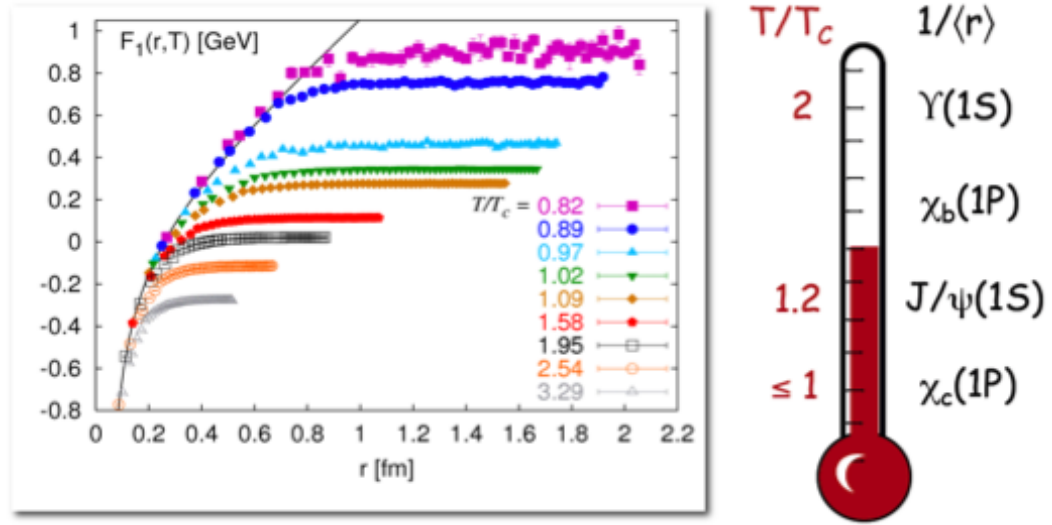 F₁(r,T) [GeV]
1
0.8
0.6
0.4
0.2
0
-0.2
-0.4
-0.6
-0.8
T/Tc = 0.82
0.89
0.97
1.02
1.09
1.58
1.95
2.54
3.29
0 0.2 0.4 0.6 0.8 1 1.2 1.4 1.6 1.8 2 2.2
r [fm]
T/TC 1/⟨r⟩
2 ϒ(1S)
χb(1P)
1.2 J/ψ(1S)
≤ 1 χc(1P)